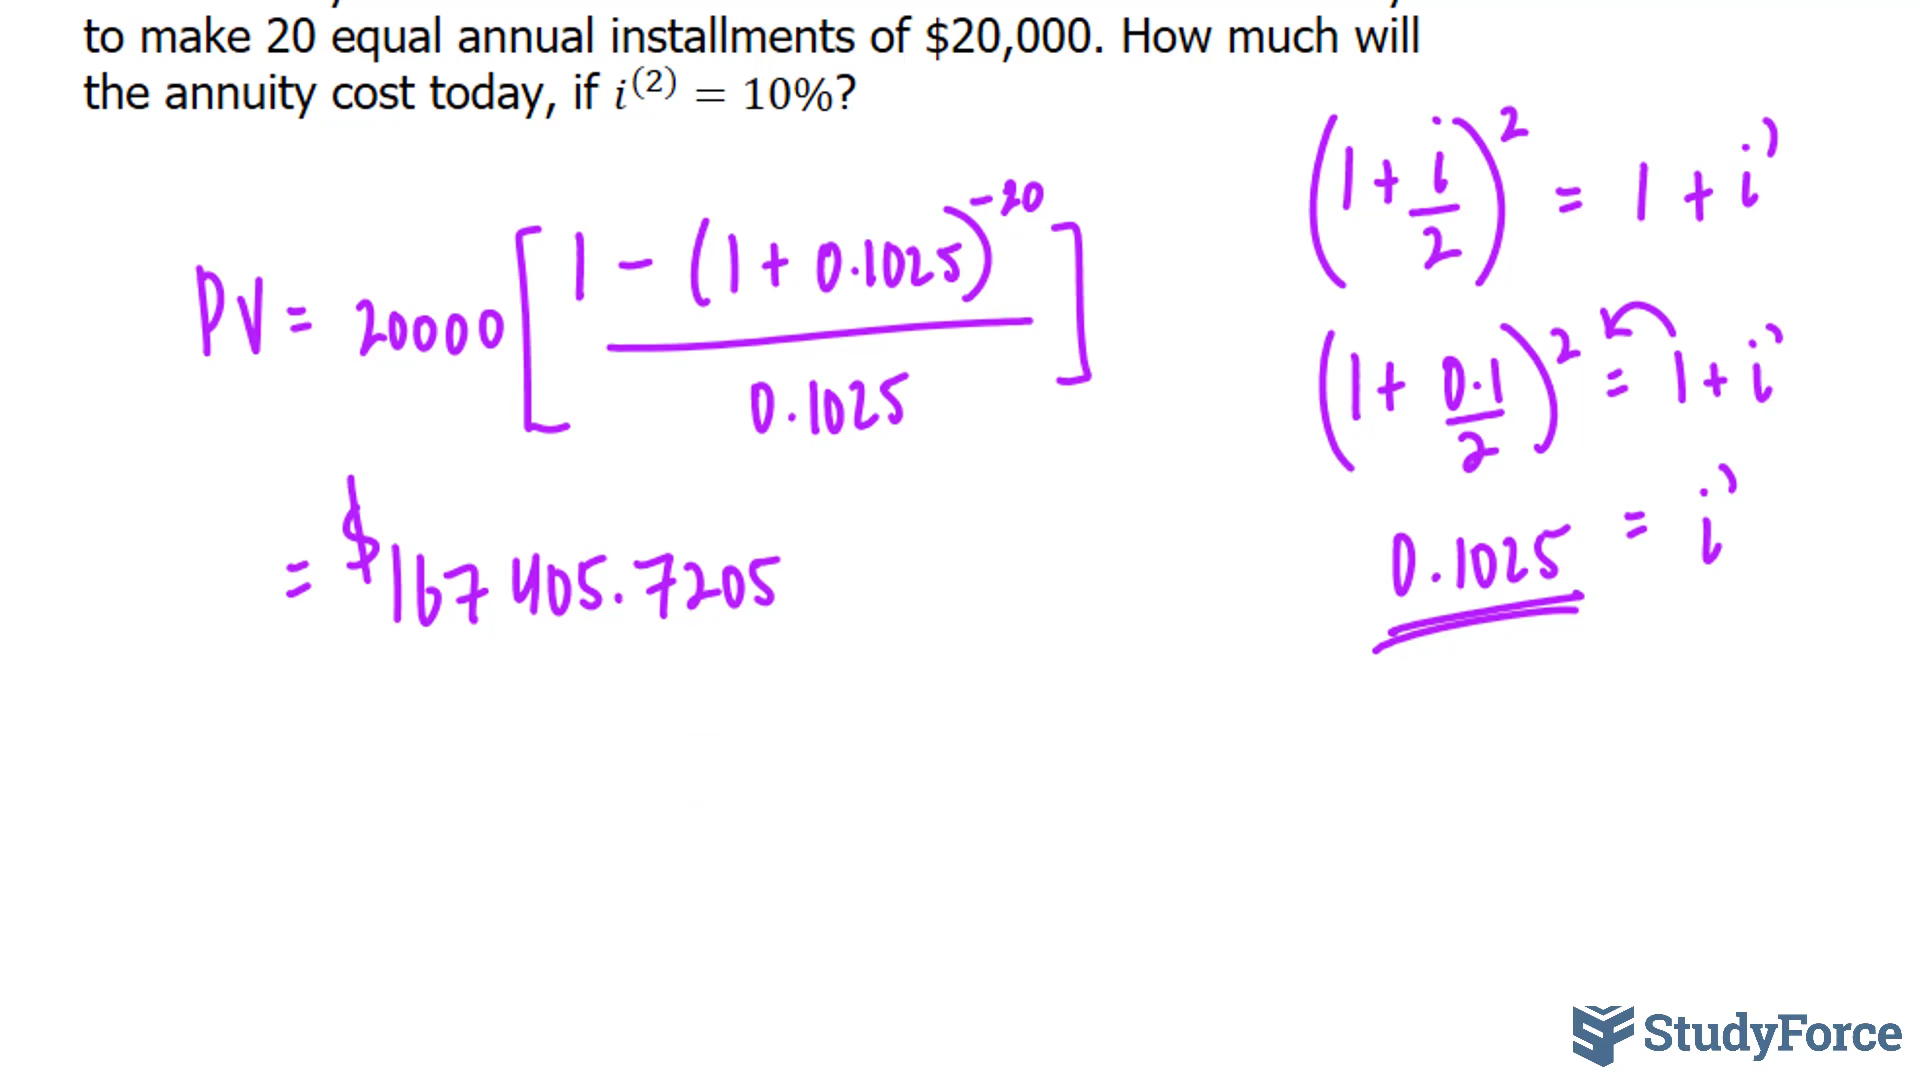 to make 20 equal annual installments of $20,000. How much will
the annuity cost today, if i^(2) = 10%?
PV = 20000 [ (1 - (1 + 0.1025)^-20) / 0.1025 ]
= $167 405.7205
(1 + i/2)^2 = 1 + i'
(1 + 0.1/2)^2 = 1 + i'
0.1025 = i'
StudyForce